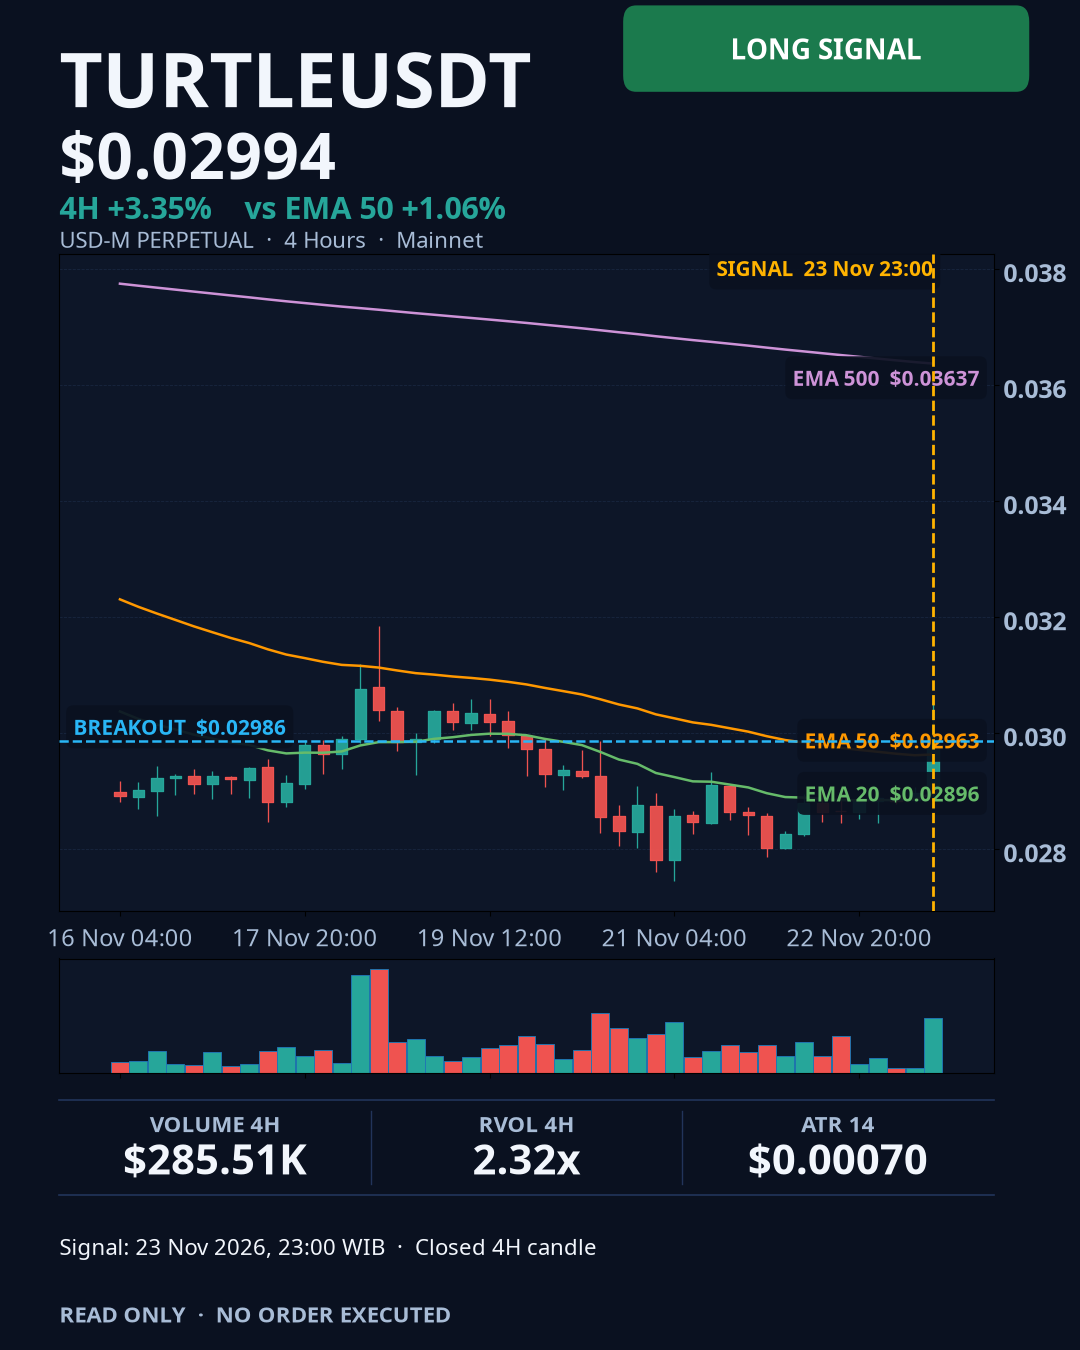 LONG SIGNAL
TURTLEUSDT
$0.02994
4H +3.35% vs EMA 50 +1.06%
USD-M PERPETUAL · 4 Hours · Mainnet
SIGNAL 23 Nov 23:00
0.038
EMA 500 $0.03637
0.036
0.034
0.032
BREAKOUT $0.02986
EMA 50 $0.02963
0.030
EMA 20 $0.02896
0.028
16 Nov 04:00 17 Nov 20:00 19 Nov 12:00 21 Nov 04:00 22 Nov 20:00
VOLUME 4H RVOL 4H ATR 14
$285.51K 2.32x $0.00070
Signal: 23 Nov 2026, 23:00 WIB · Closed 4H candle
READ ONLY · NO ORDER EXECUTED